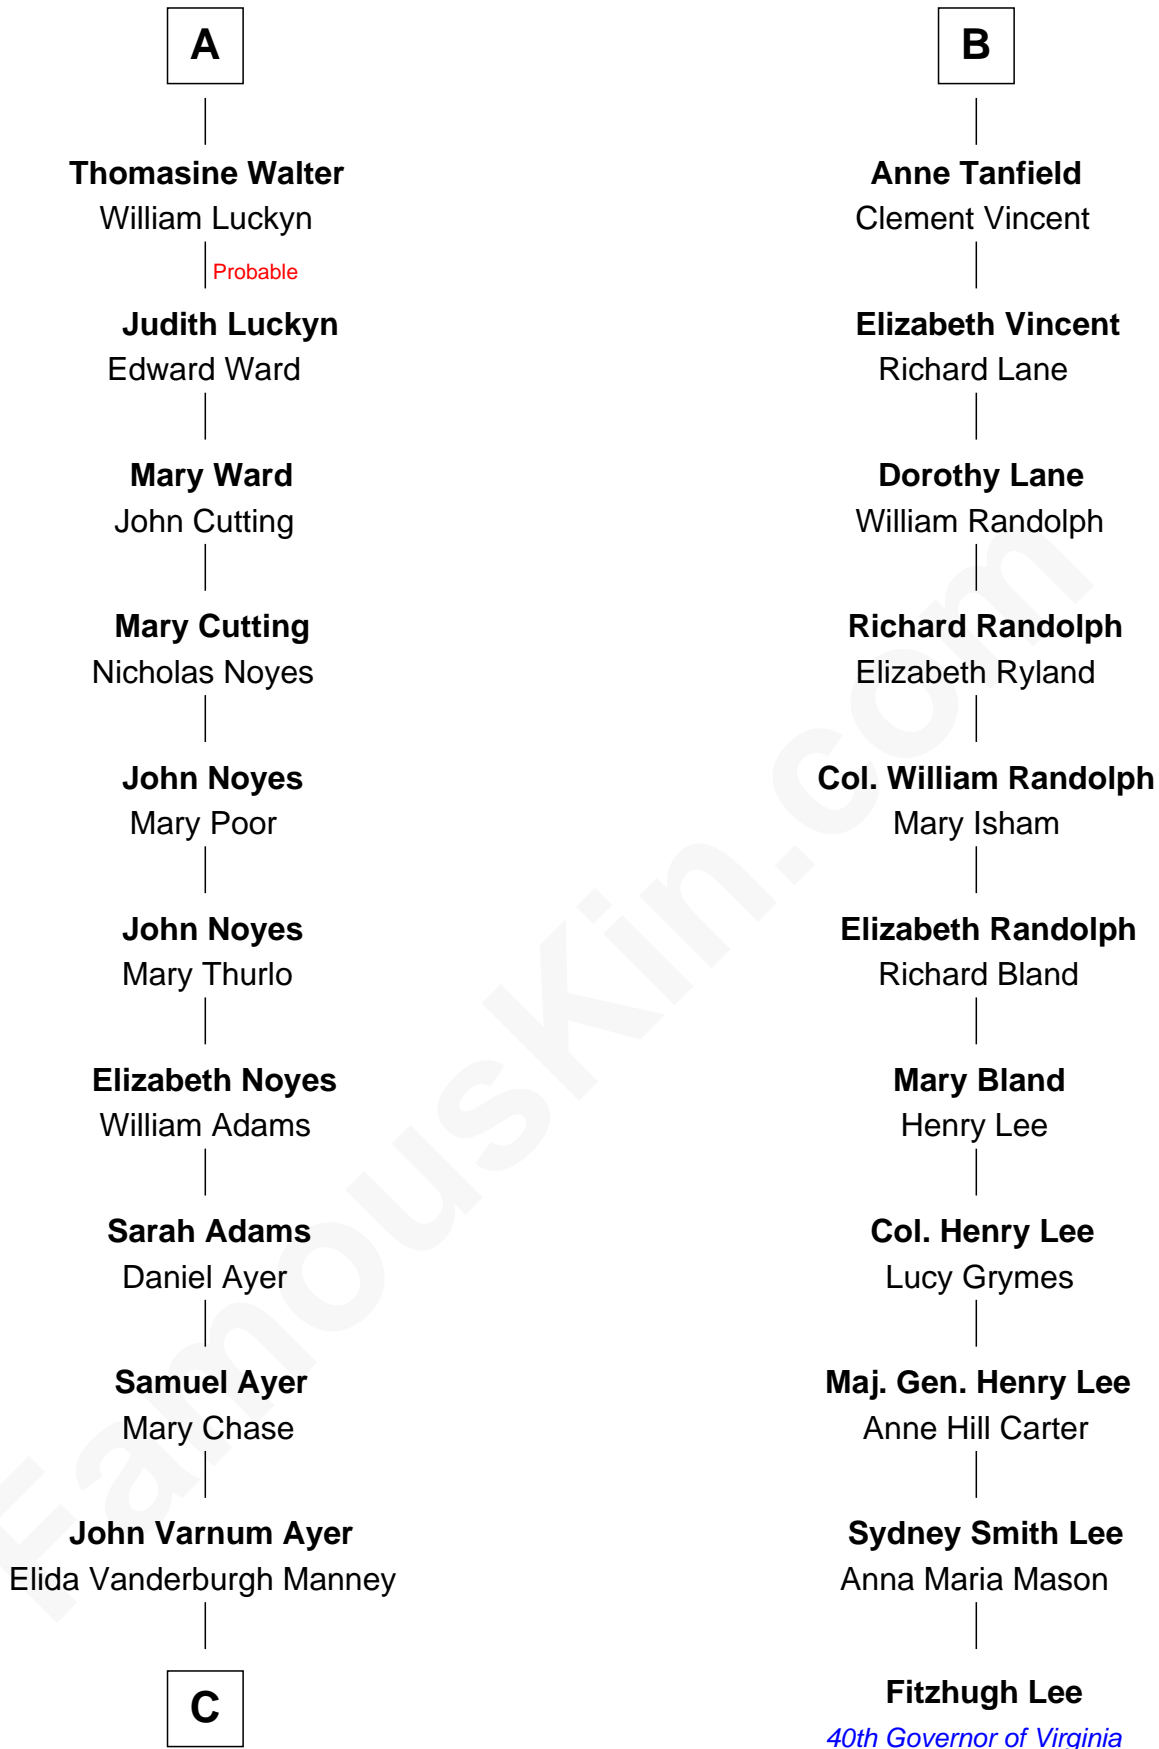 A
Thomasine Walter
William Luckyn
Probable
Judith Luckyn
Edward Ward
Mary Ward
John Cutting
Mary Cutting
Nicholas Noyes
John Noyes
Mary Poor
John Noyes
Mary Thurlo
Elizabeth Noyes
William Adams
Sarah Adams
Daniel Ayer
Samuel Ayer
Mary Chase
John Varnum Ayer
Elida Vanderburgh Manney
C
B
Anne Tanfield
Clement Vincent
Elizabeth Vincent
Richard Lane
Dorothy Lane
William Randolph
Richard Randolph
Elizabeth Ryland
Col. William Randolph
Mary Isham
Elizabeth Randolph
Richard Bland
Mary Bland
Henry Lee
Col. Henry Lee
Lucy Grymes
Maj. Gen. Henry Lee
Anne Hill Carter
Sydney Smith Lee
Anna Maria Mason
Fitzhugh Lee
40th Governor of Virginia
FamousKin.com